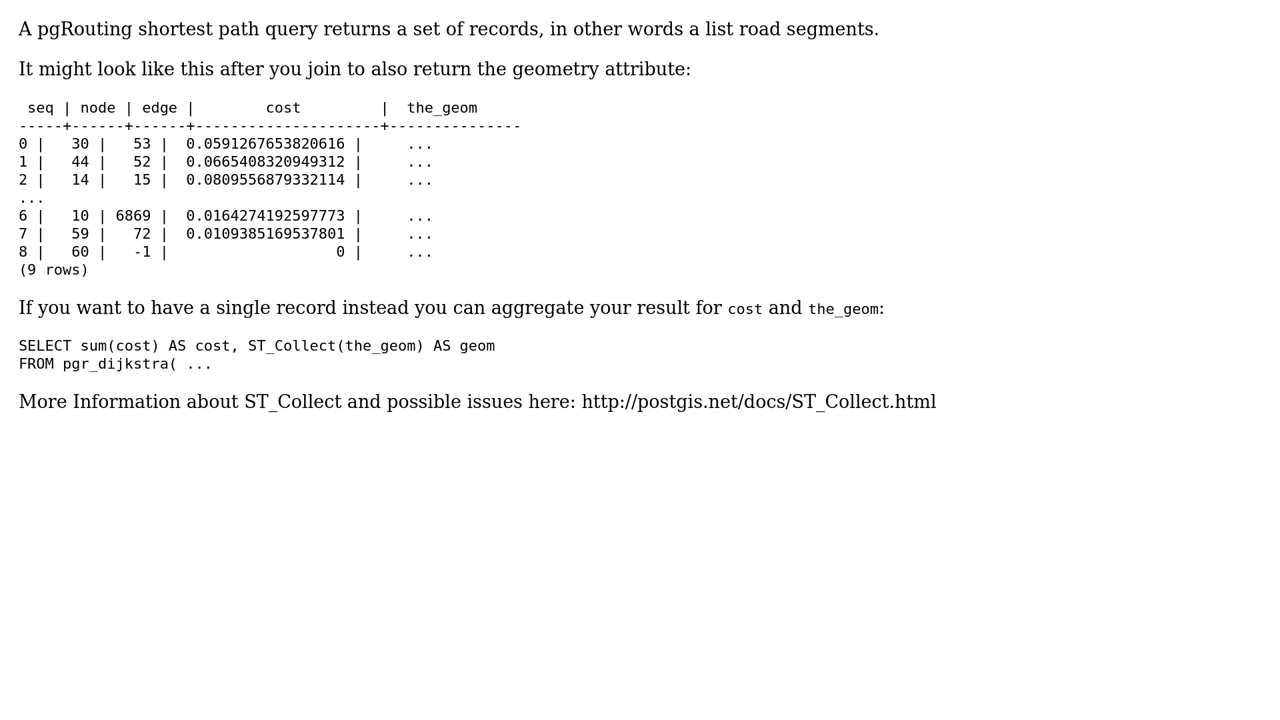 A pgRouting shortest path query returns a set of records, in other words a list road segments.
It might look like this after you join to also return the geometry attribute:
 seq | node | edge |        cost         |  the_geom
-----+------+------+---------------------+---------------
0 |   30 |   53 |  0.0591267653820616 |     ...
1 |   44 |   52 |  0.0665408320949312 |     ...
2 |   14 |   15 |  0.0809556879332114 |     ...
...
6 |   10 | 6869 |  0.0164274192597773 |     ...
7 |   59 |   72 |  0.0109385169537801 |     ...
8 |   60 |   -1 |                   0 |     ...
(9 rows)
If you want to have a single record instead you can aggregate your result for cost and the_geom:
SELECT sum(cost) AS cost, ST_Collect(the_geom) AS geom
FROM pgr_dijkstra( ...
More Information about ST_Collect and possible issues here: http://postgis.net/docs/ST_Collect.html